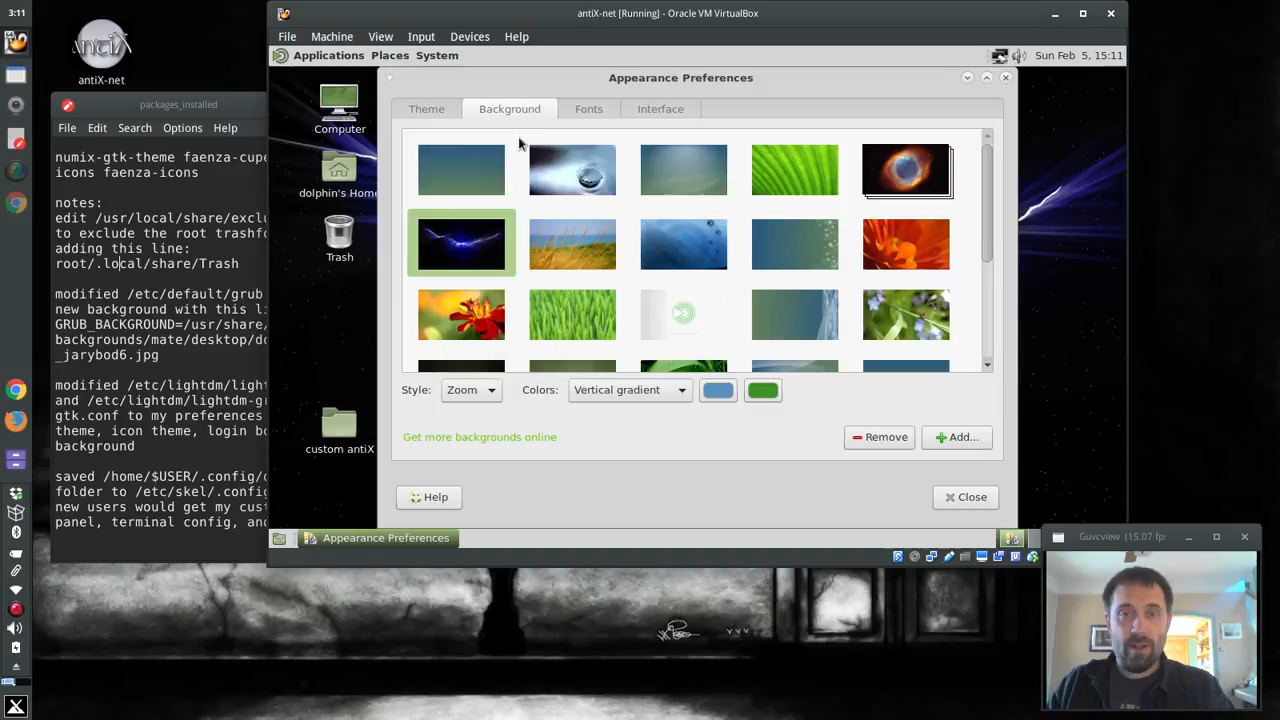 3:11
antiX
antiX-net
antiX-net [Running] - Oracle VM VirtualBox
File Machine View Input Devices Help
Applications Places System
Sun Feb 5, 15:11
packages_installed
File Edit Search Options Help
numix-gtk-theme faenza-cupe
icons faenza-icons
notes:
edit /usr/local/share/exclu
to exclude the root trashfo
adding this line:
root/.local/share/Trash
modified /etc/default/grub
new background with this li
GRUB_BACKGROUND=/usr/share/
backgrounds/mate/desktop/do
_jarybod6.jpg
modified /etc/lightdm/light
and /etc/lightdm/lightdm-g
gtk.conf to my preferences
theme, icon theme, login bo
background
saved /home/$USER/.config/
folder to /etc/skel/.config
new users would get my cust
panel, terminal config, and
Computer
dolphin's Home
Trash
custom antiX
Appearance Preferences
Theme Background Fonts Interface
Style: Zoom Colors: Vertical gradient
Get more backgrounds online
Remove Add...
Help Close
Appearance Preferences
Guvcview (15.07 fps